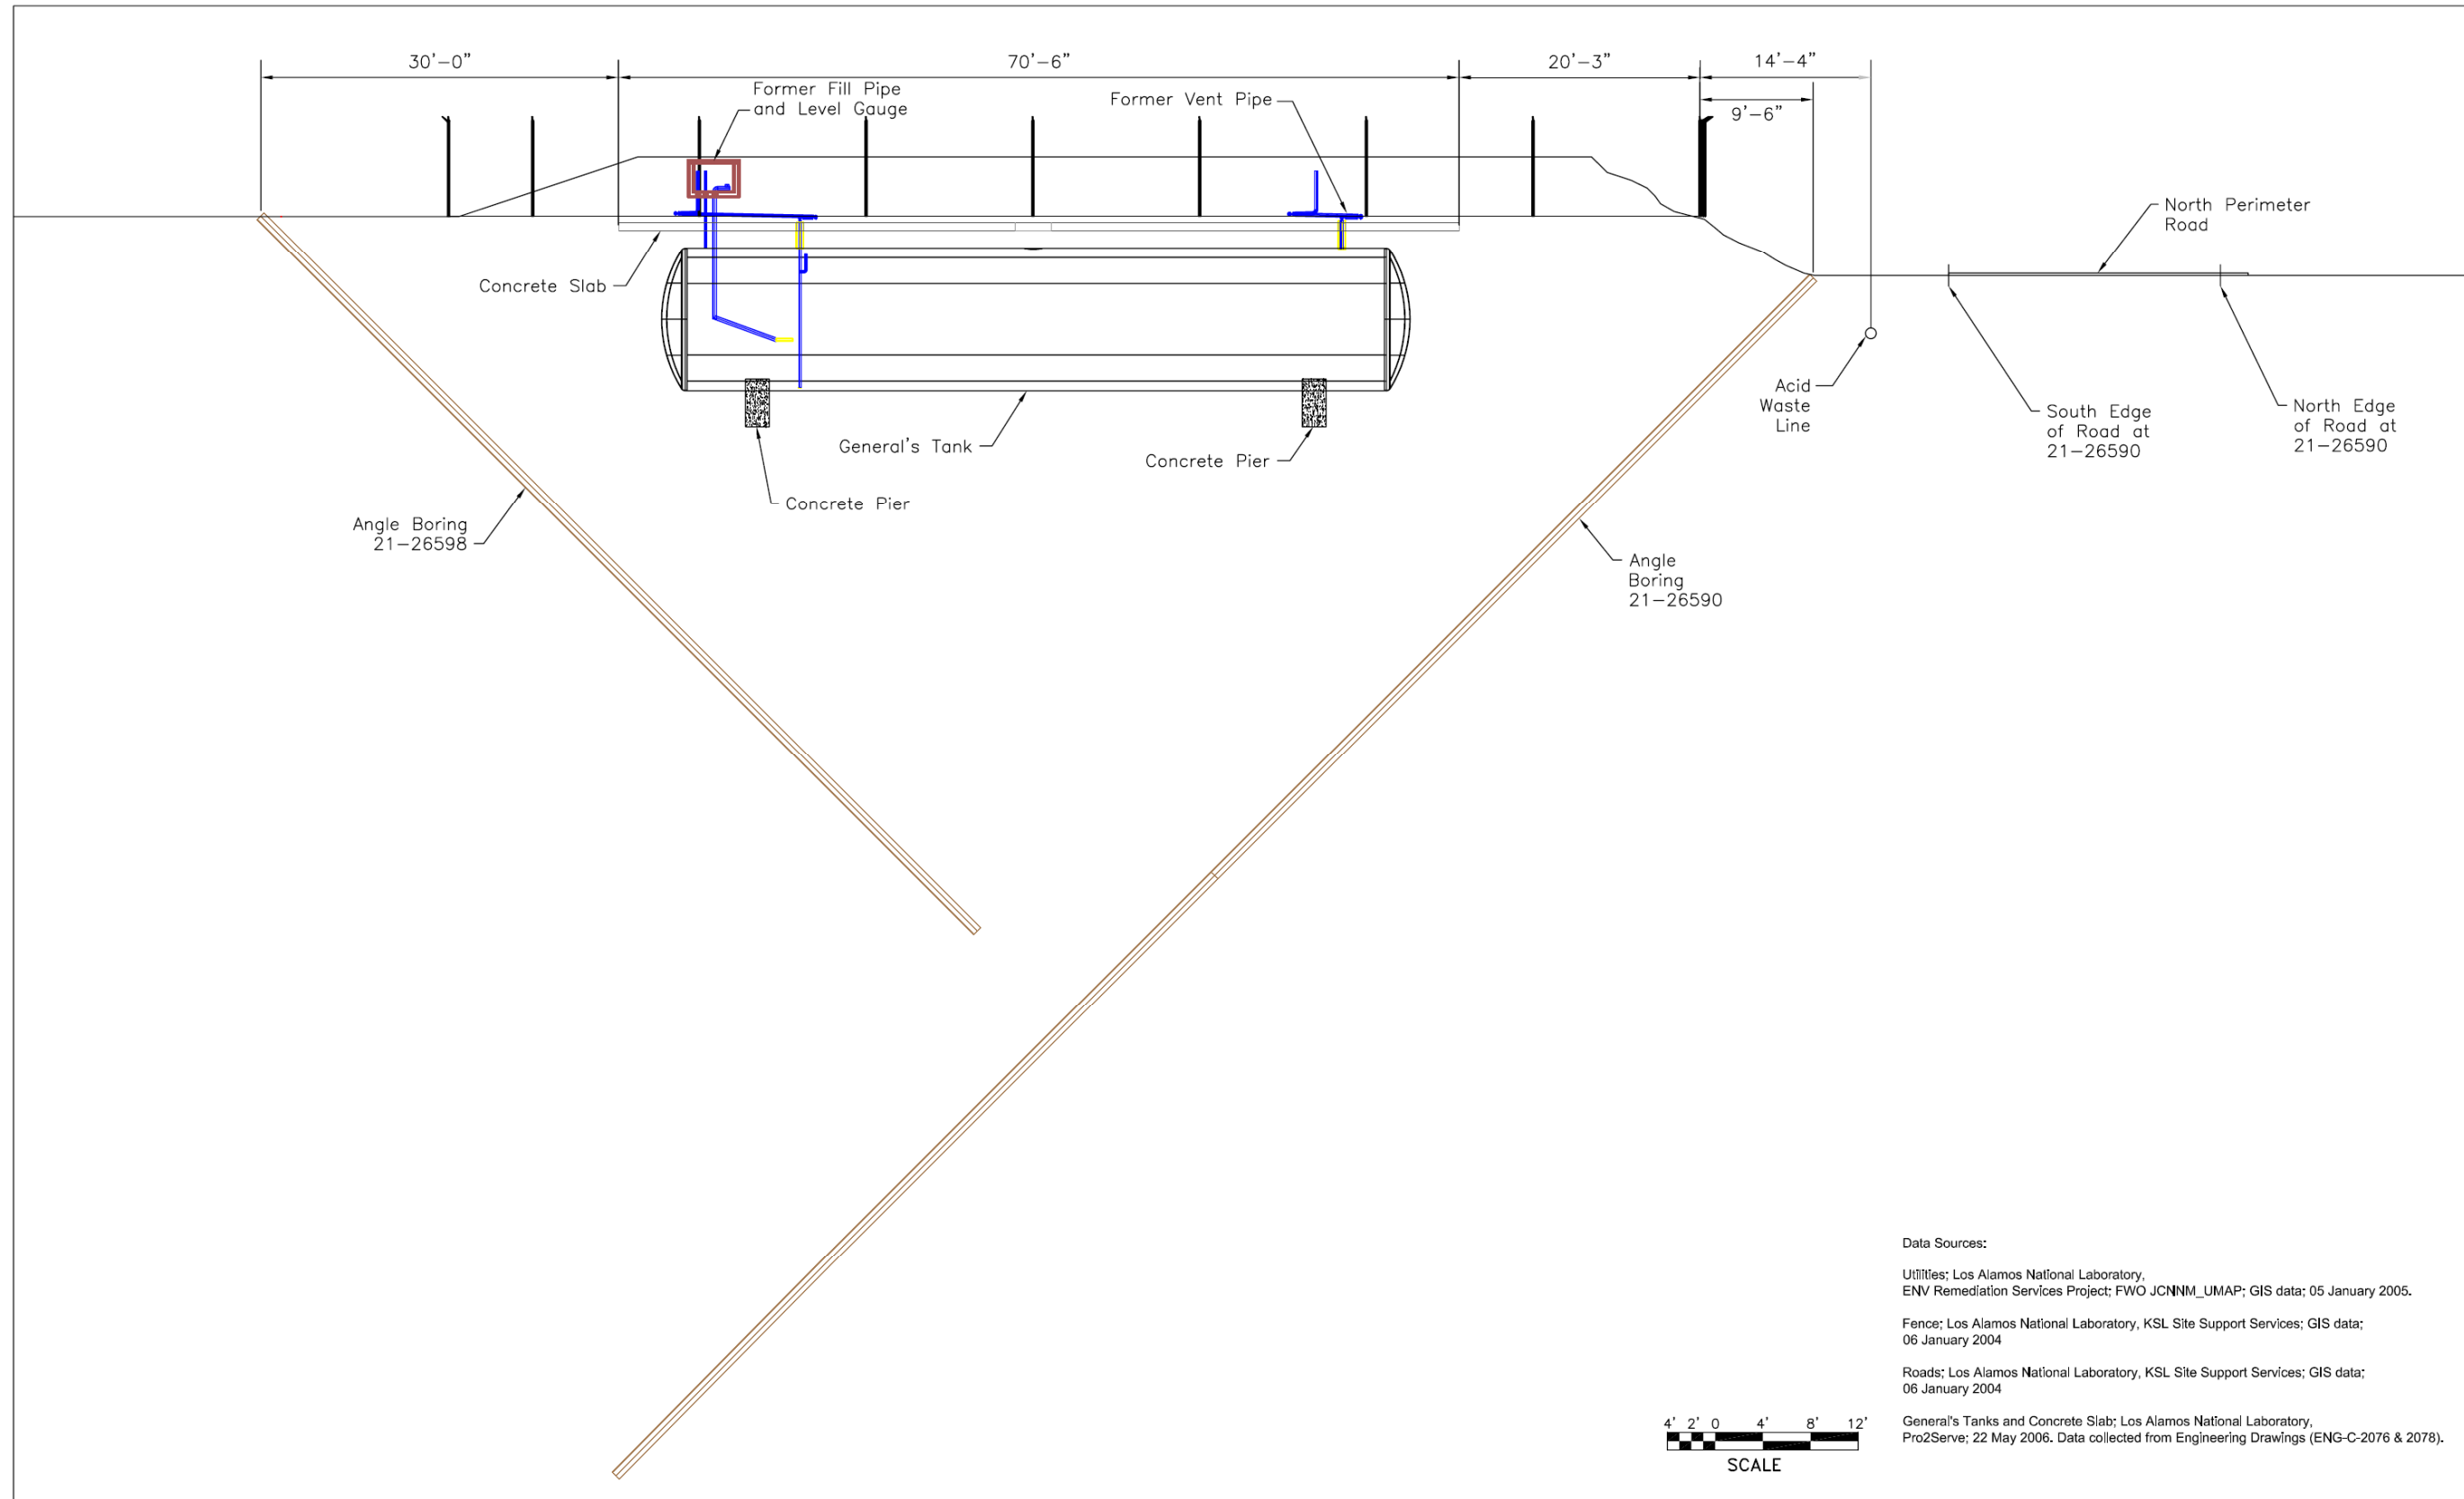 30'-0"
70'-6"
20'-3"
14'-4"
9'-6"
Former Fill Pipe
and Level Gauge
Former Vent Pipe
North Perimeter
Road
Concrete Slab
Acid
Waste
Line
South Edge
of Road at
21-26590
North Edge
of Road at
21-26590
General's Tank
Concrete Pier
Concrete Pier
Angle Boring
21-26598
Angle
Boring
21-26590
Data Sources:
Utilities; Los Alamos National Laboratory,
ENV Remediation Services Project; FWO JCNNM_UMAP; GIS data; 05 January 2005.
Fence; Los Alamos National Laboratory, KSL Site Support Services; GIS data;
06 January 2004
Roads; Los Alamos National Laboratory, KSL Site Support Services; GIS data;
06 January 2004
General's Tanks and Concrete Slab; Los Alamos National Laboratory,
Pro2Serve; 22 May 2006. Data collected from Engineering Drawings (ENG-C-2076 & 2078).
4' 2' 0 4' 8' 12'
SCALE